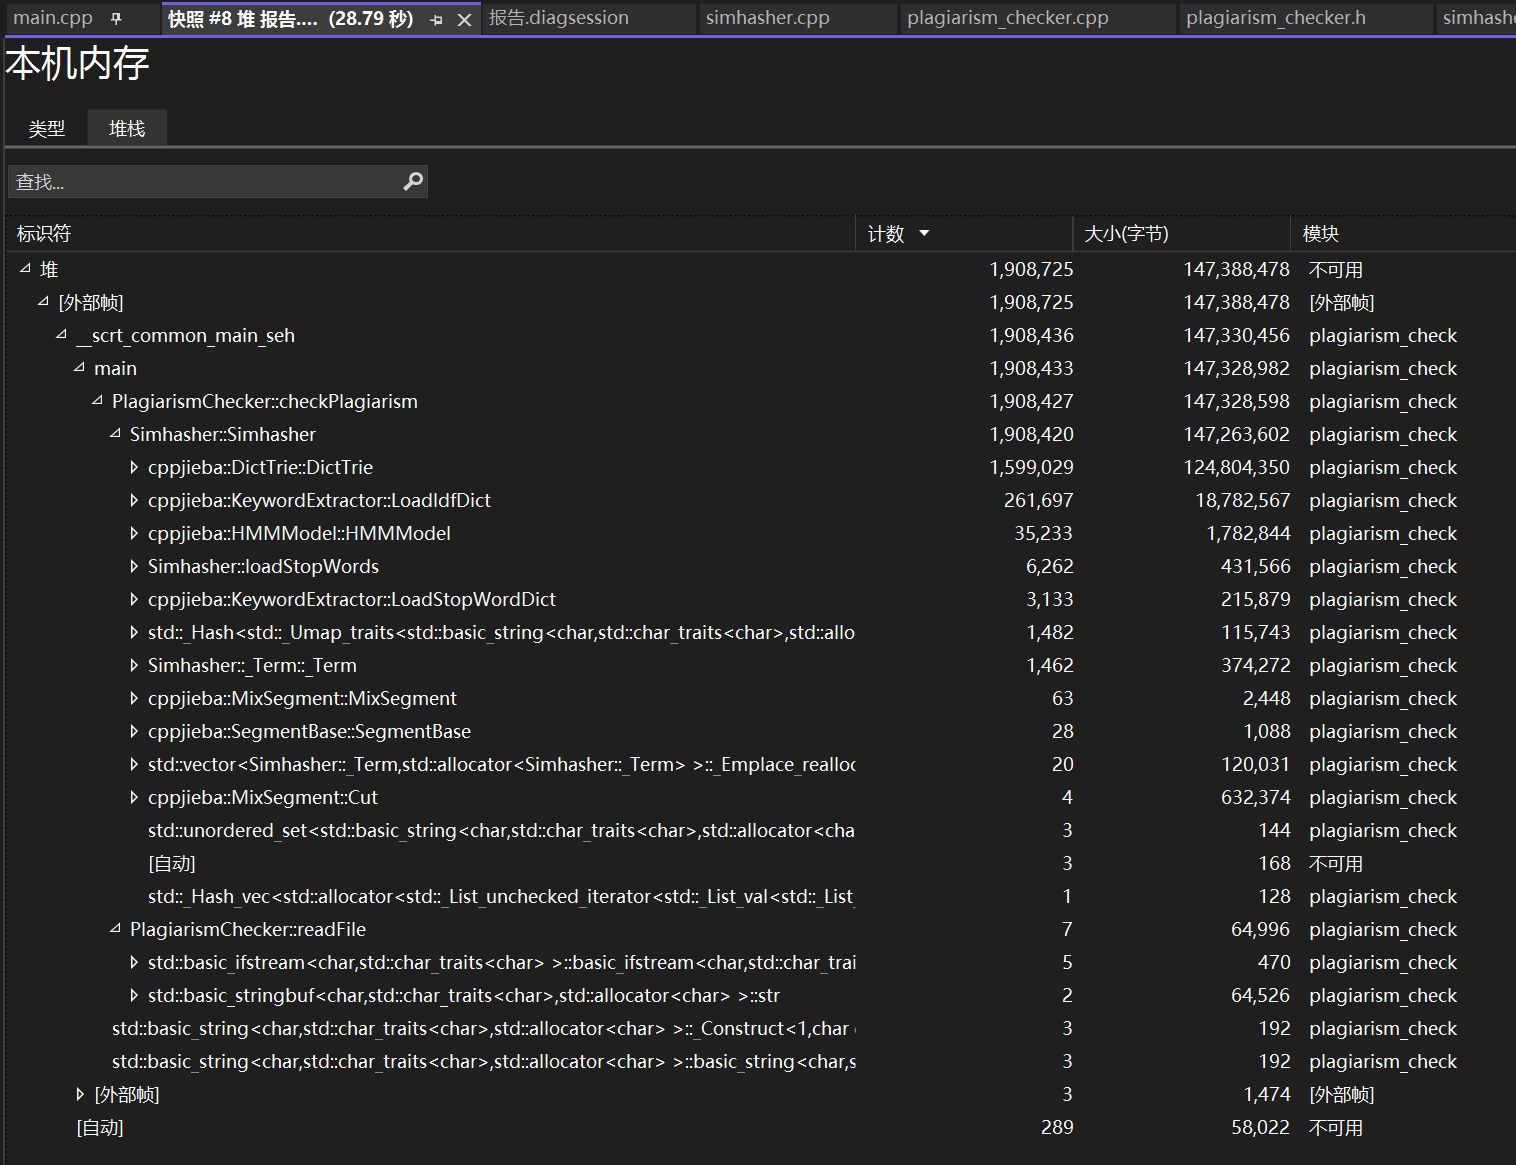 main.cpp 快照 #8 堆 报告.... (28.79 秒) 报告.diagsession simhasher.cpp plagiarism_checker.cpp plagiarism_checker.h simhashe
本机内存
类型 堆栈
查找...
标识符 计数 大小(字节) 模块
堆 1,908,725 147,388,478 不可用
[外部帧] 1,908,725 147,388,478 [外部帧]
__scrt_common_main_seh 1,908,436 147,330,456 plagiarism_check
main 1,908,433 147,328,982 plagiarism_check
PlagiarismChecker::checkPlagiarism 1,908,427 147,328,598 plagiarism_check
Simhasher::Simhasher 1,908,420 147,263,602 plagiarism_check
cppjieba::DictTrie::DictTrie 1,599,029 124,804,350 plagiarism_check
cppjieba::KeywordExtractor::LoadIdfDict 261,697 18,782,567 plagiarism_check
cppjieba::HMMModel::HMMModel 35,233 1,782,844 plagiarism_check
Simhasher::loadStopWords 6,262 431,566 plagiarism_check
cppjieba::KeywordExtractor::LoadStopWordDict 3,133 215,879 plagiarism_check
std::_Hash<std::_Umap_traits<std::basic_string<char,std::char_traits<char>,std::allo 1,482 115,743 plagiarism_check
Simhasher::_Term::_Term 1,462 374,272 plagiarism_check
cppjieba::MixSegment::MixSegment 63 2,448 plagiarism_check
cppjieba::SegmentBase::SegmentBase 28 1,088 plagiarism_check
std::vector<Simhasher::_Term,std::allocator<Simhasher::_Term> >::_Emplace_realloc 20 120,031 plagiarism_check
cppjieba::MixSegment::Cut 4 632,374 plagiarism_check
std::unordered_set<std::basic_string<char,std::char_traits<char>,std::allocator<cha 3 144 plagiarism_check
[自动] 3 168 不可用
std::_Hash_vec<std::allocator<std::_List_unchecked_iterator<std::_List_val<std::_List_ 1 128 plagiarism_check
PlagiarismChecker::readFile 7 64,996 plagiarism_check
std::basic_ifstream<char,std::char_traits<char> >::basic_ifstream<char,std::char_trai 5 470 plagiarism_check
std::basic_stringbuf<char,std::char_traits<char>,std::allocator<char> >::str 2 64,526 plagiarism_check
std::basic_string<char,std::char_traits<char>,std::allocator<char> >::_Construct<1,char 3 192 plagiarism_check
std::basic_string<char,std::char_traits<char>,std::allocator<char> >::basic_string<char,s 3 192 plagiarism_check
[外部帧] 3 1,474 [外部帧]
[自动] 289 58,022 不可用